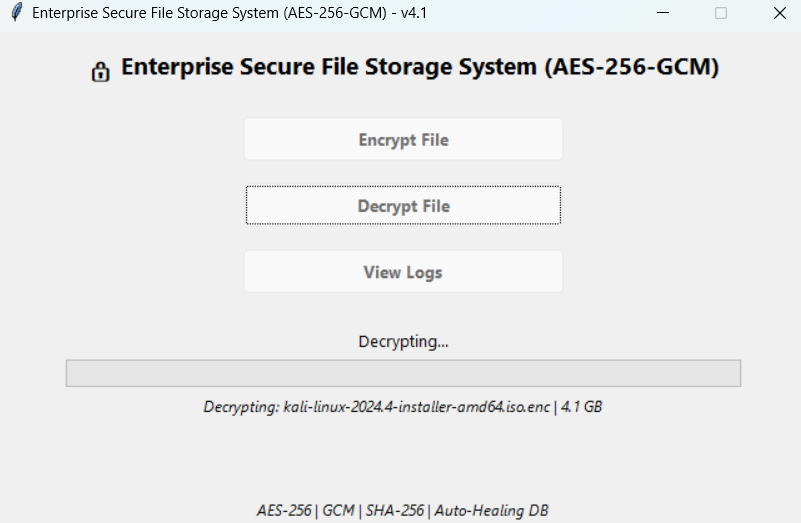 Enterprise Secure File Storage System (AES-256-GCM) - v4.1
Enterprise Secure File Storage System (AES-256-GCM)
Encrypt File
Decrypt File
View Logs
Decrypting...
Decrypting: kali-linux-2024.4-installer-amd64.iso.enc | 4.1 GB
AES-256 | GCM | SHA-256 | Auto-Healing DB